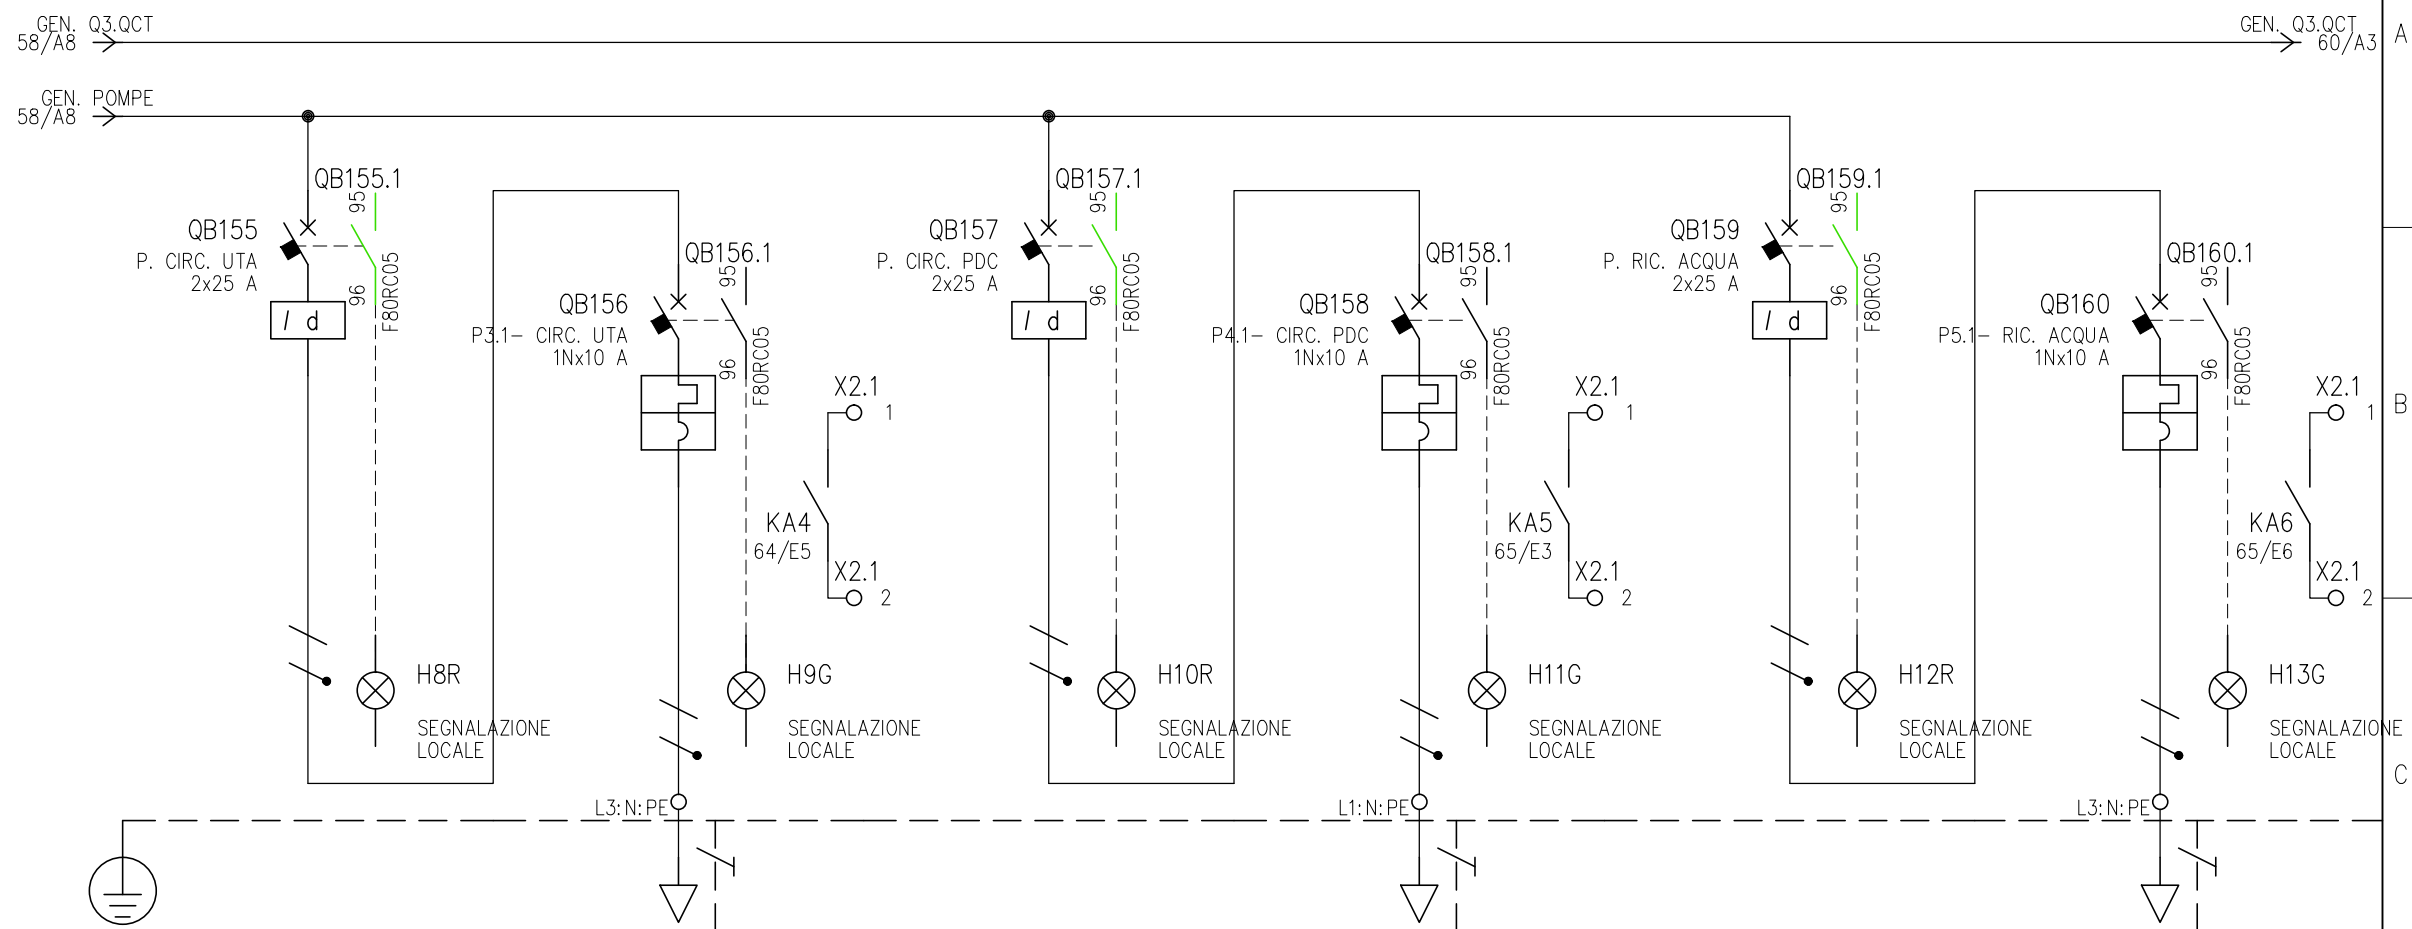 GEN. Q3.QCT
58/A8
GEN. Q3.QCT
60/A3
A
GEN. POMPE
58/A8
QB155.1
95
QB155
P. CIRC. UTA
2x25 A
96
F80RC05
I d
QB156.1
95
QB156
P3.1- CIRC. UTA
1Nx10 A
96
F80RC05
X2.1
1
KA4
64/E5
X2.1
2
H8R
SEGNALAZIONE
LOCALE
H9G
SEGNALAZIONE
LOCALE
L3:N:PE
QB157.1
95
QB157
P. CIRC. PDC
2x25 A
96
F80RC05
I d
QB158.1
95
QB158
P4.1- CIRC. PDC
1Nx10 A
96
F80RC05
X2.1
1
KA5
65/E3
X2.1
2
H10R
SEGNALAZIONE
LOCALE
H11G
SEGNALAZIONE
LOCALE
L1:N:PE
QB159.1
95
QB159
P. RIC. ACQUA
2x25 A
96
F80RC05
I d
QB160.1
95
QB160
P5.1- RIC. ACQUA
1Nx10 A
96
F80RC05
X2.1
1
B
KA6
65/E6
X2.1
2
H12R
SEGNALAZIONE
LOCALE
H13G
SEGNALAZIONE
LOCALE
C
L3:N:PE